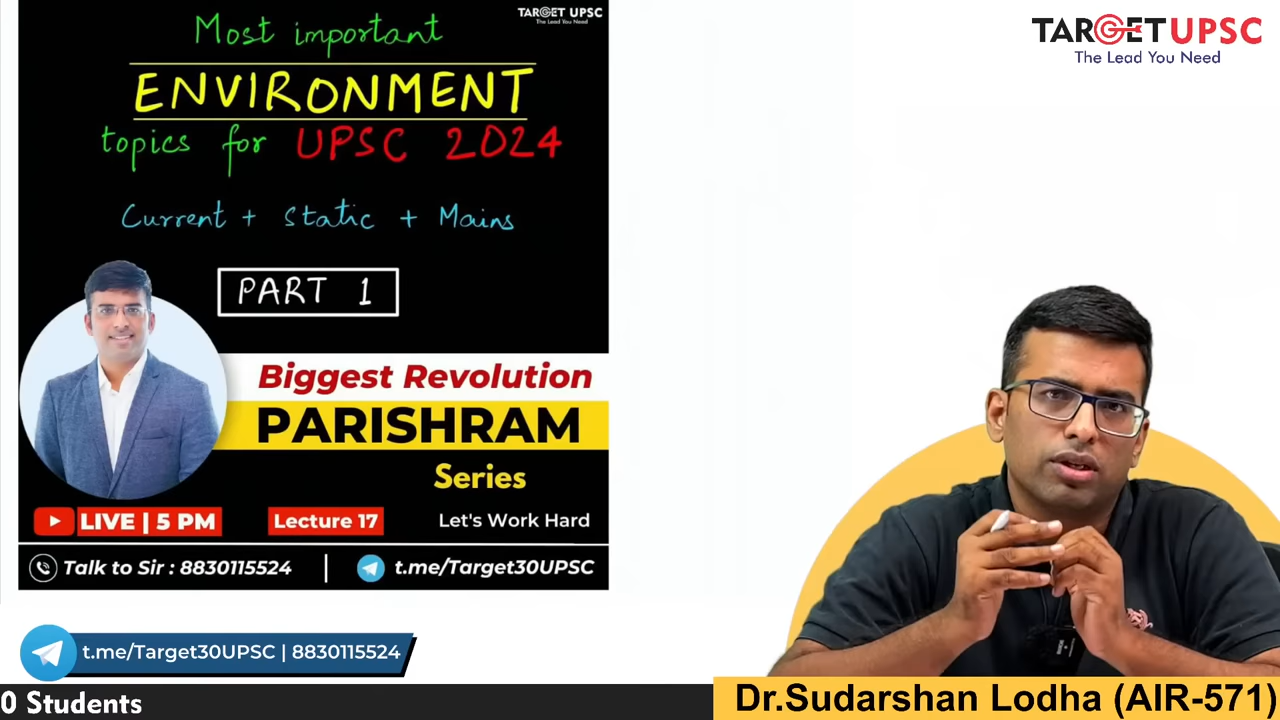 TARGET UPSC
The Lead You Need
Most important
ENVIRONMENT
topics for UPSC 2024
Current + Static + Mains
PART 1
Biggest Revolution
PARISHRAM
Series
LIVE | 5 PM
Lecture 17
Let's Work Hard
Talk to Sir : 8830115524 | t.me/Target30UPSC
TARGET UPSC
The Lead You Need
t.me/Target30UPSC | 8830115524
0 Students
Dr.Sudarshan Lodha (AIR-571)